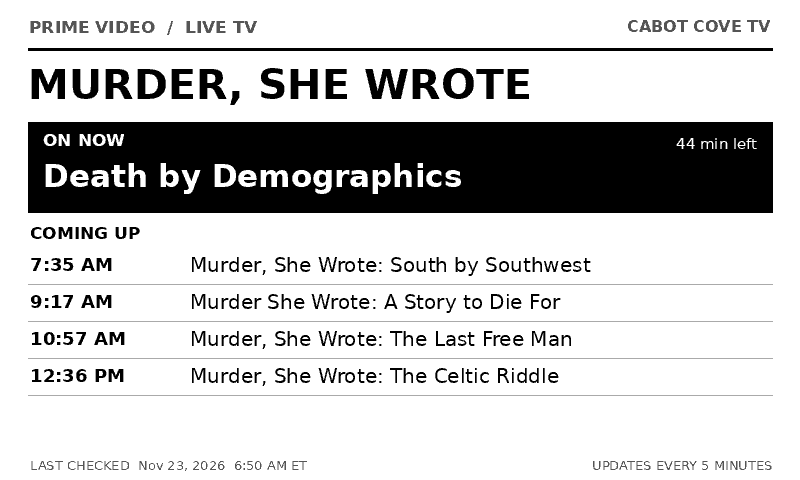 PRIME VIDEO / LIVE TV
CABOT COVE TV
MURDER, SHE WROTE
ON NOW
44 min left
Death by Demographics
COMING UP
7:35 AM Murder, She Wrote: South by Southwest
9:17 AM Murder She Wrote: A Story to Die For
10:57 AM Murder, She Wrote: The Last Free Man
12:36 PM Murder, She Wrote: The Celtic Riddle
LAST CHECKED Nov 23, 2026 6:50 AM ET
UPDATES EVERY 5 MINUTES